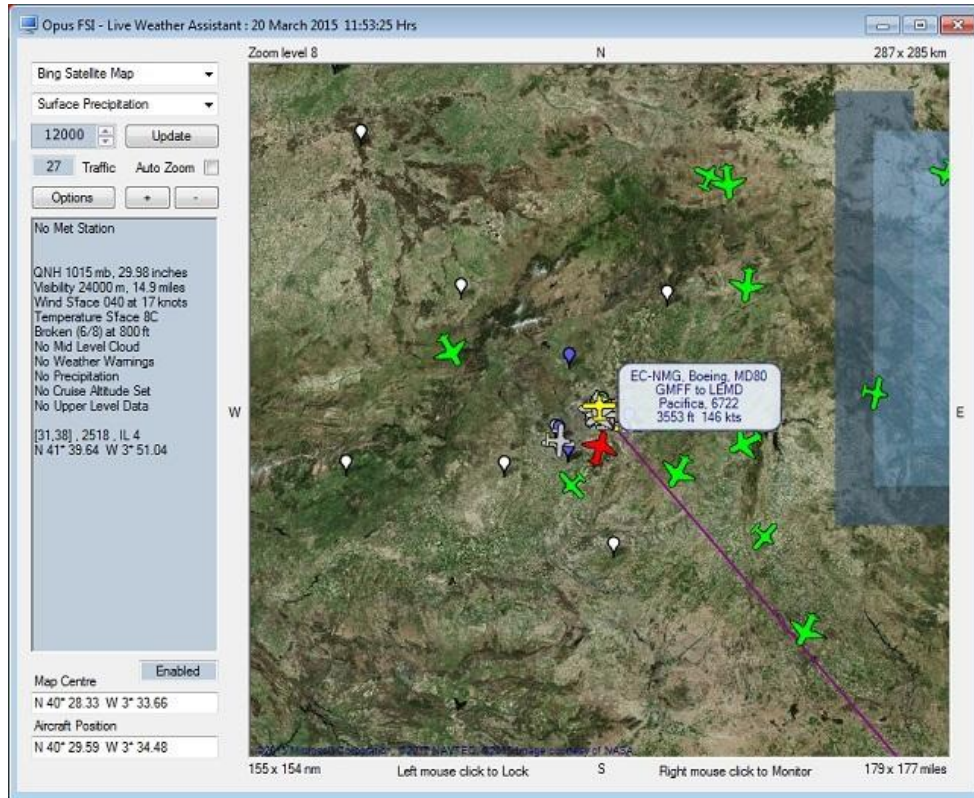 Opus FSI - Live Weather Assistant : 20 March 2015 11:53:25 Hrs
Zoom level 8
N
287 x 285 km
Bing Satellite Map
Surface Precipitation
12000
Update
27 Traffic Auto Zoom
Options + -
No Met Station
QNH 1015 mb, 29.98 inches
Visibility 24000 m, 14.9 miles
Wind S'face 040 at 17 knots
Temperature S'face 8C
Broken (6/8) at 800 ft
No Mid Level Cloud
No Weather Warnings
No Precipitation
No Cruise Altitude Set
No Upper Level Data
[31,38] , 2518 , IL 4
N 41* 39.64 W 3* 51.04
W
EC-NMG, Boeing, MD80
GMFF to LEMD
Pacifica, 6722
3553 ft 146 kts
E
Enabled
Map Centre
N 40* 28.33 W 3* 33.66
Aircraft Position
N 40* 29.59 W 3* 34.48
155 x 154 nm
Left mouse click to Lock
S
Right mouse click to Monitor
179 x 177 miles